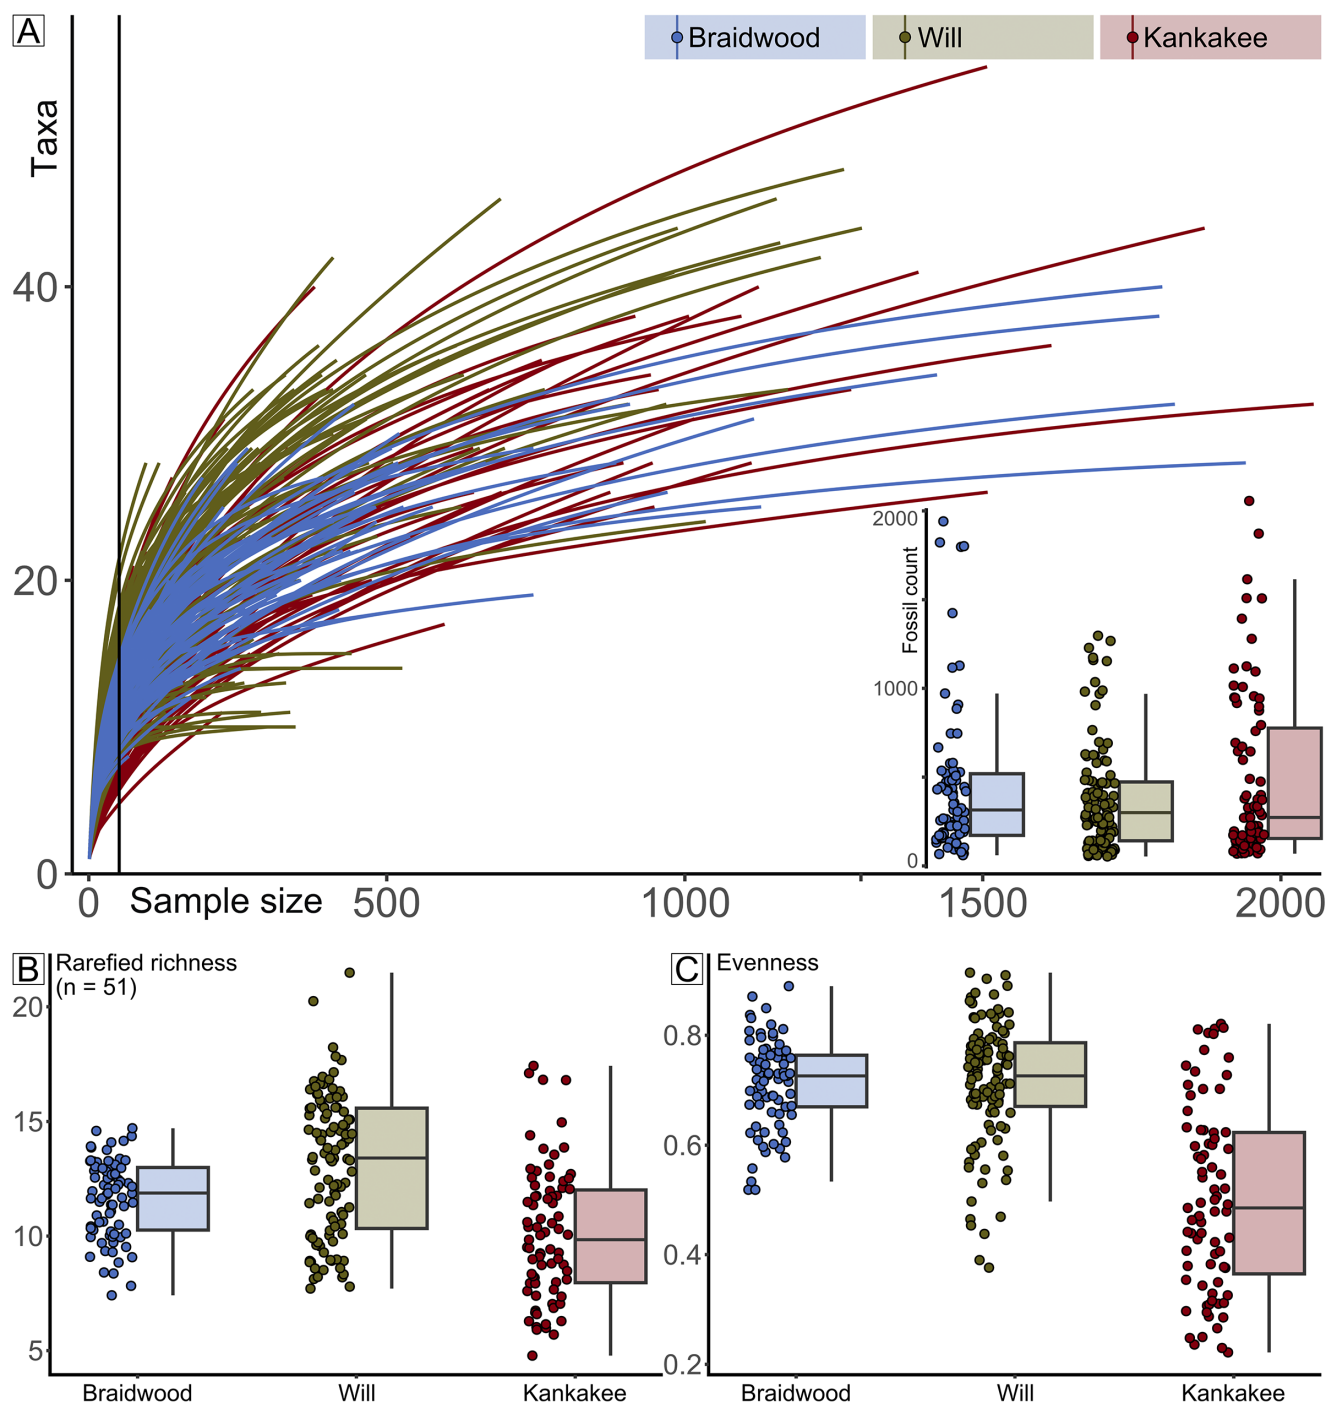 A
Braidwood
Will
Kankakee
Taxa
40
20
0
0
500
1000
1500
2000
Sample size
Fossil count
2000
1000
0
B
Rarefied richness
(n = 51)
20
15
10
5
Braidwood
Will
Kankakee
C
Evenness
0.8
0.6
0.4
0.2
Braidwood
Will
Kankakee